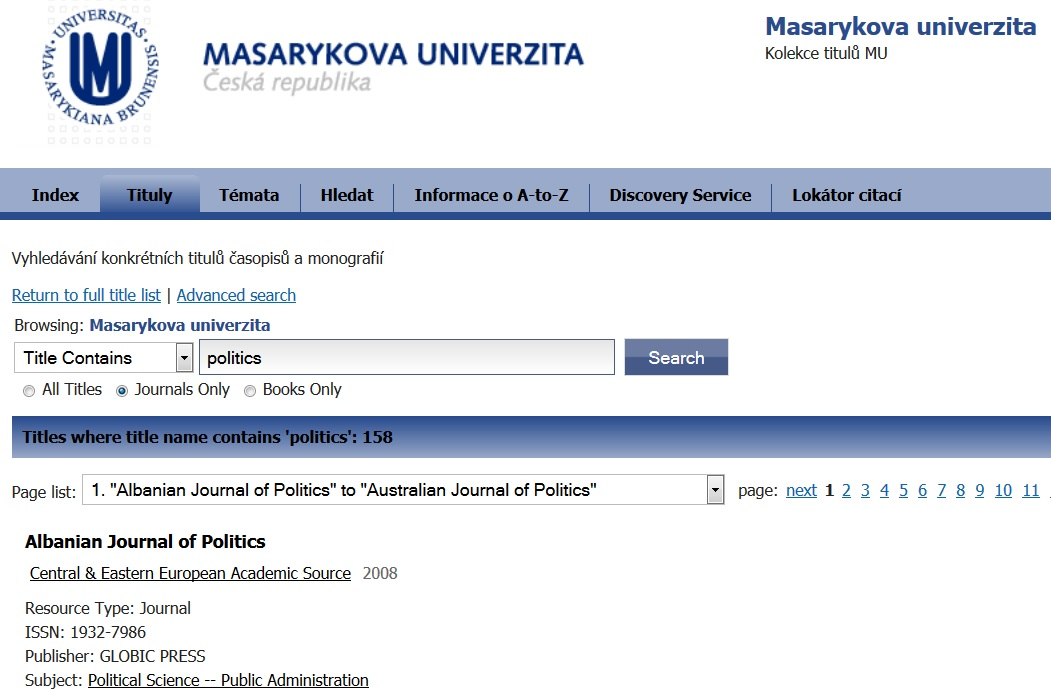 UNIVERSITAS · MASARYKIANA BRUNENSIS ·
MU
MASARYKOVA UNIVERZITA
Česká republika
Masarykova univerzita
Kolekce titulů MU
Index Tituly Témata Hledat Informace o A-to-Z Discovery Service Lokátor citací
Vyhledávání konkrétních titulů časopisů a monografií
Return to full title list | Advanced search
Browsing: Masarykova univerzita
Title Contains politics Search
All Titles Journals Only Books Only
Titles where title name contains 'politics': 158
Page list: 1. "Albanian Journal of Politics" to "Australian Journal of Politics" page: next 1 2 3 4 5 6 7 8 9 10 11
Albanian Journal of Politics
Central & Eastern European Academic Source 2008
Resource Type: Journal
ISSN: 1932-7986
Publisher: GLOBIC PRESS
Subject: Political Science -- Public Administration